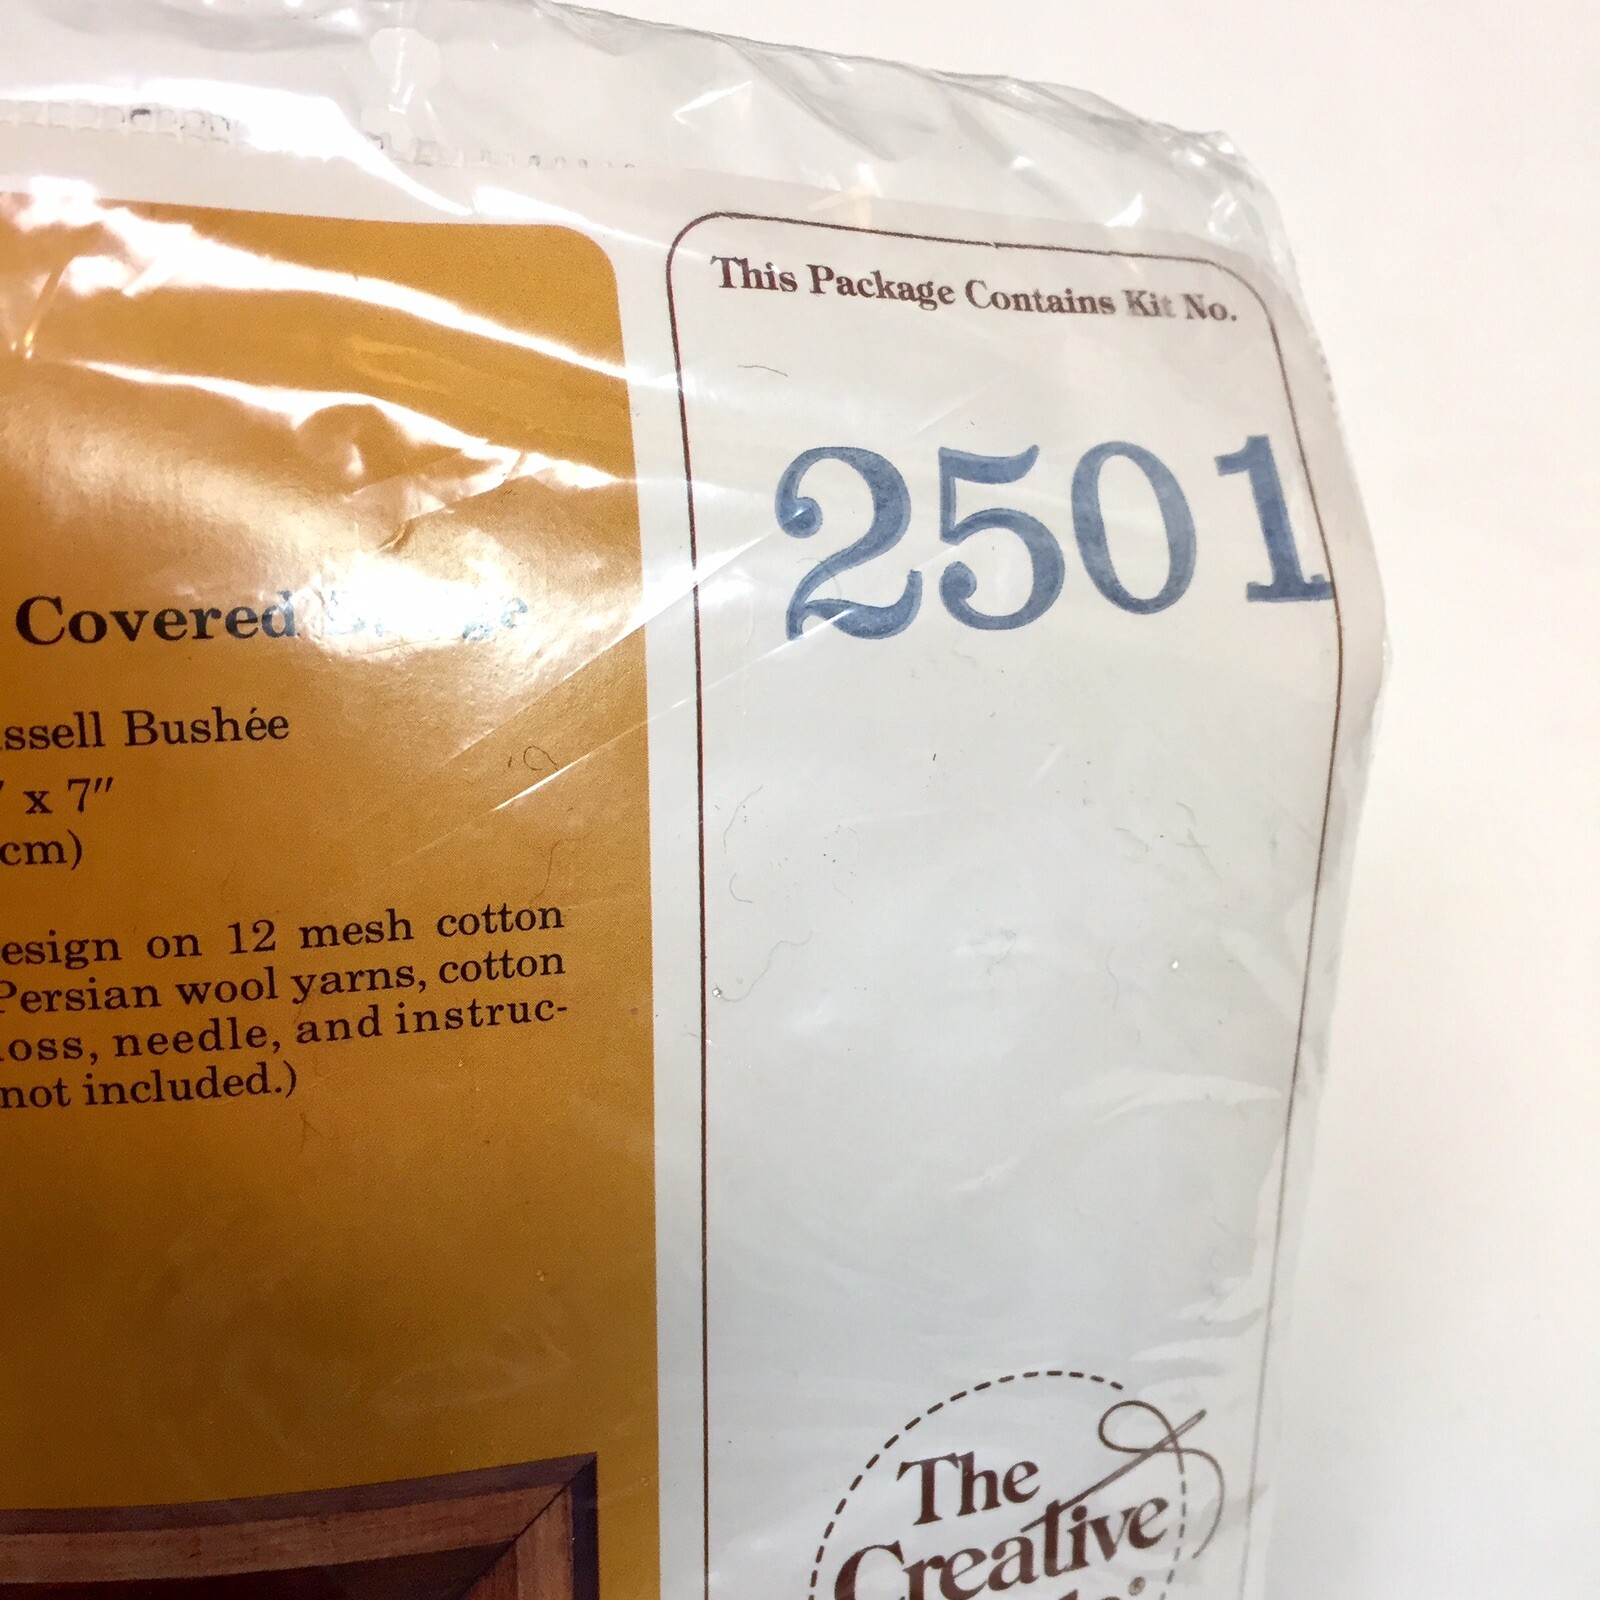 This Package Contains Kit No.
2501
Covered
ssell Bushée
x 7"
cm)
esign on 12 mesh cotton
Persian wool yarns, cotton
loss, needle, and instruc-
not included.)
The
Creative